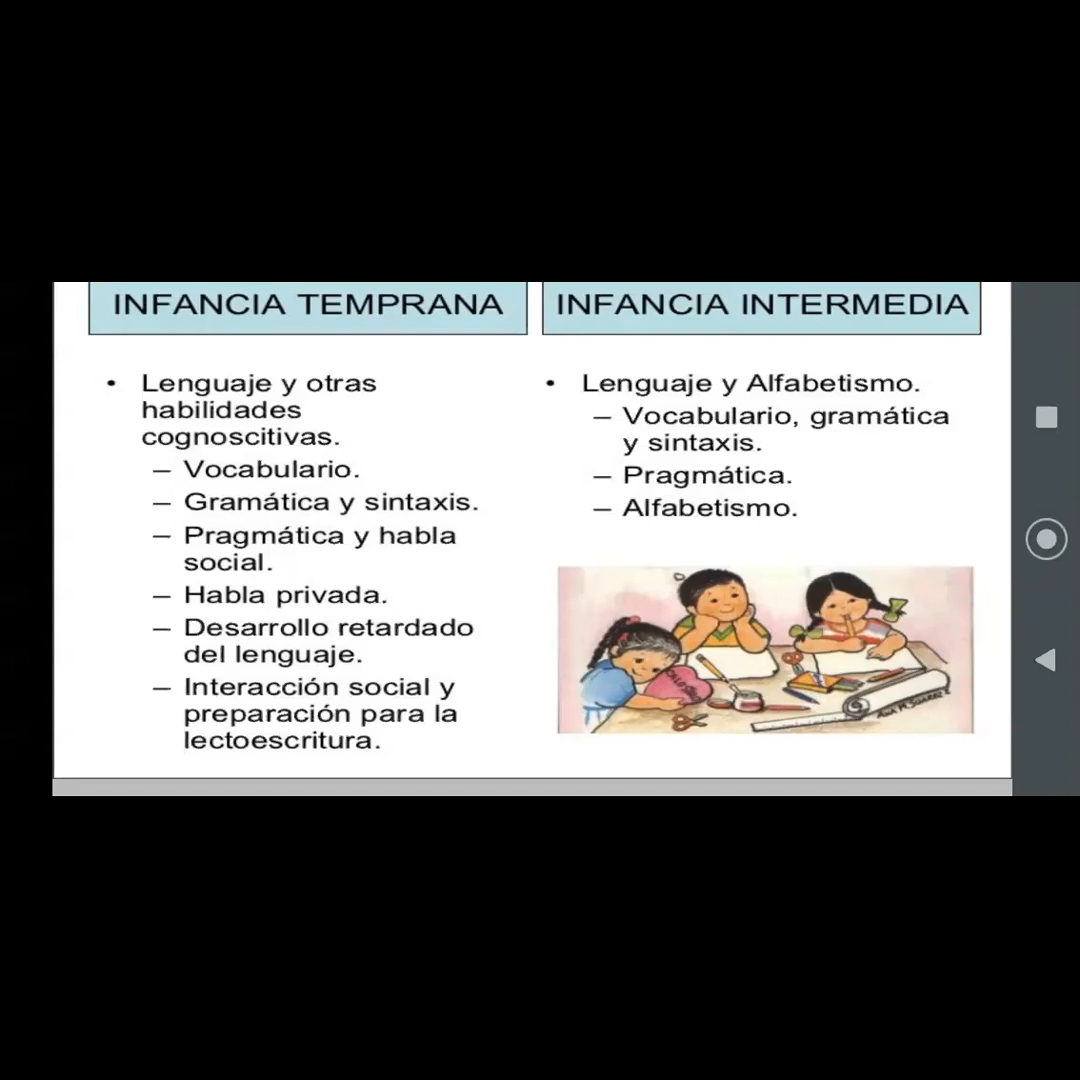 INFANCIA TEMPRANA
• Lenguaje y otras
habilidades
cognoscitivas.
– Vocabulario.
– Gramática y sintaxis.
– Pragmática y habla
social.
– Habla privada.
– Desarrollo retardado
del lenguaje.
– Interacción social y
preparación para la
lectoescritura.
INFANCIA INTERMEDIA
• Lenguaje y Alfabetismo.
– Vocabulario, gramática
y sintaxis.
– Pragmática.
– Alfabetismo.